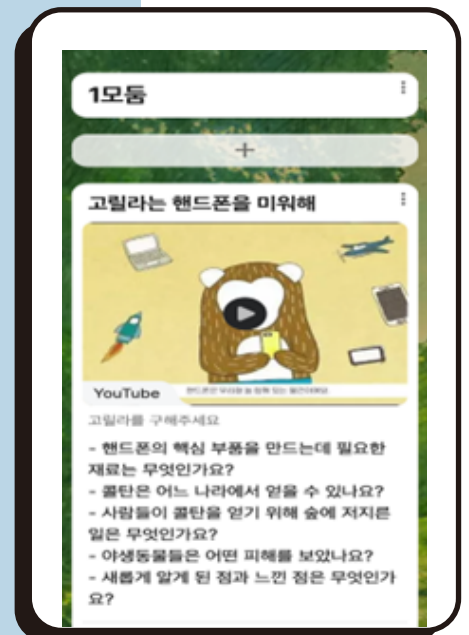 1모둠
+
고릴라는 핸드폰을 미워해
YouTube
고릴라를 구해주세요
- 핸드폰의 핵심 부품을 만드는데 필요한
재료는 무엇인가요?
- 콜탄은 어느 나라에서 얻을 수 있나요?
- 사람들이 콜탄을 얻기 위해 숲에 저지른
일은 무엇인가요?
- 야생동물들은 어떤 피해를 보았나요?
- 새롭게 알게 된 점과 느낀 점은 무엇인가
요?